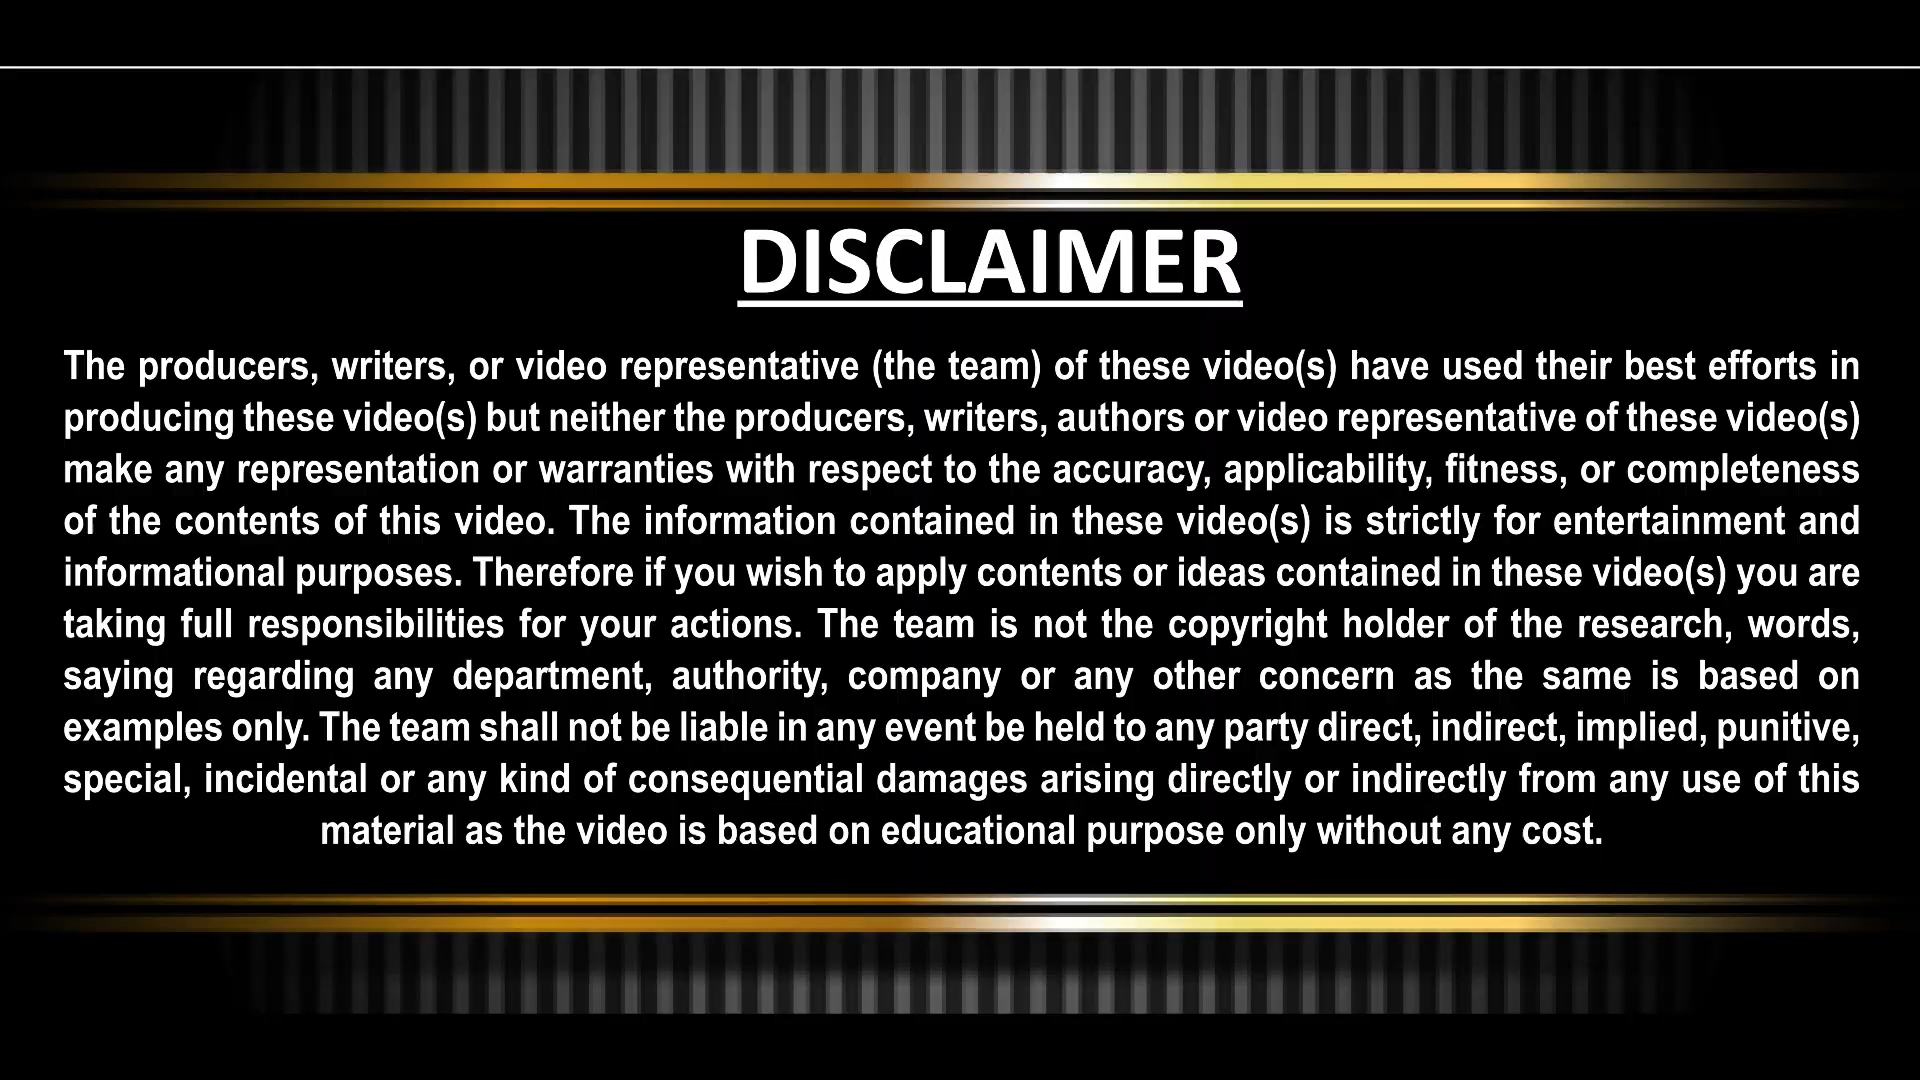 DISCLAIMER
The producers, writers, or video representative (the team) of these video(s) have used their best efforts in
producing these video(s) but neither the producers, writers, authors or video representative of these video(s)
make any representation or warranties with respect to the accuracy, applicability, fitness, or completeness
of the contents of this video. The information contained in these video(s) is strictly for entertainment and
informational purposes. Therefore if you wish to apply contents or ideas contained in these video(s) you are
taking full responsibilities for your actions. The team is not the copyright holder of the research, words,
saying regarding any department, authority, company or any other concern as the same is based on
examples only. The team shall not be liable in any event be held to any party direct, indirect, implied, punitive,
special, incidental or any kind of consequential damages arising directly or indirectly from any use of this
material as the video is based on educational purpose only without any cost.